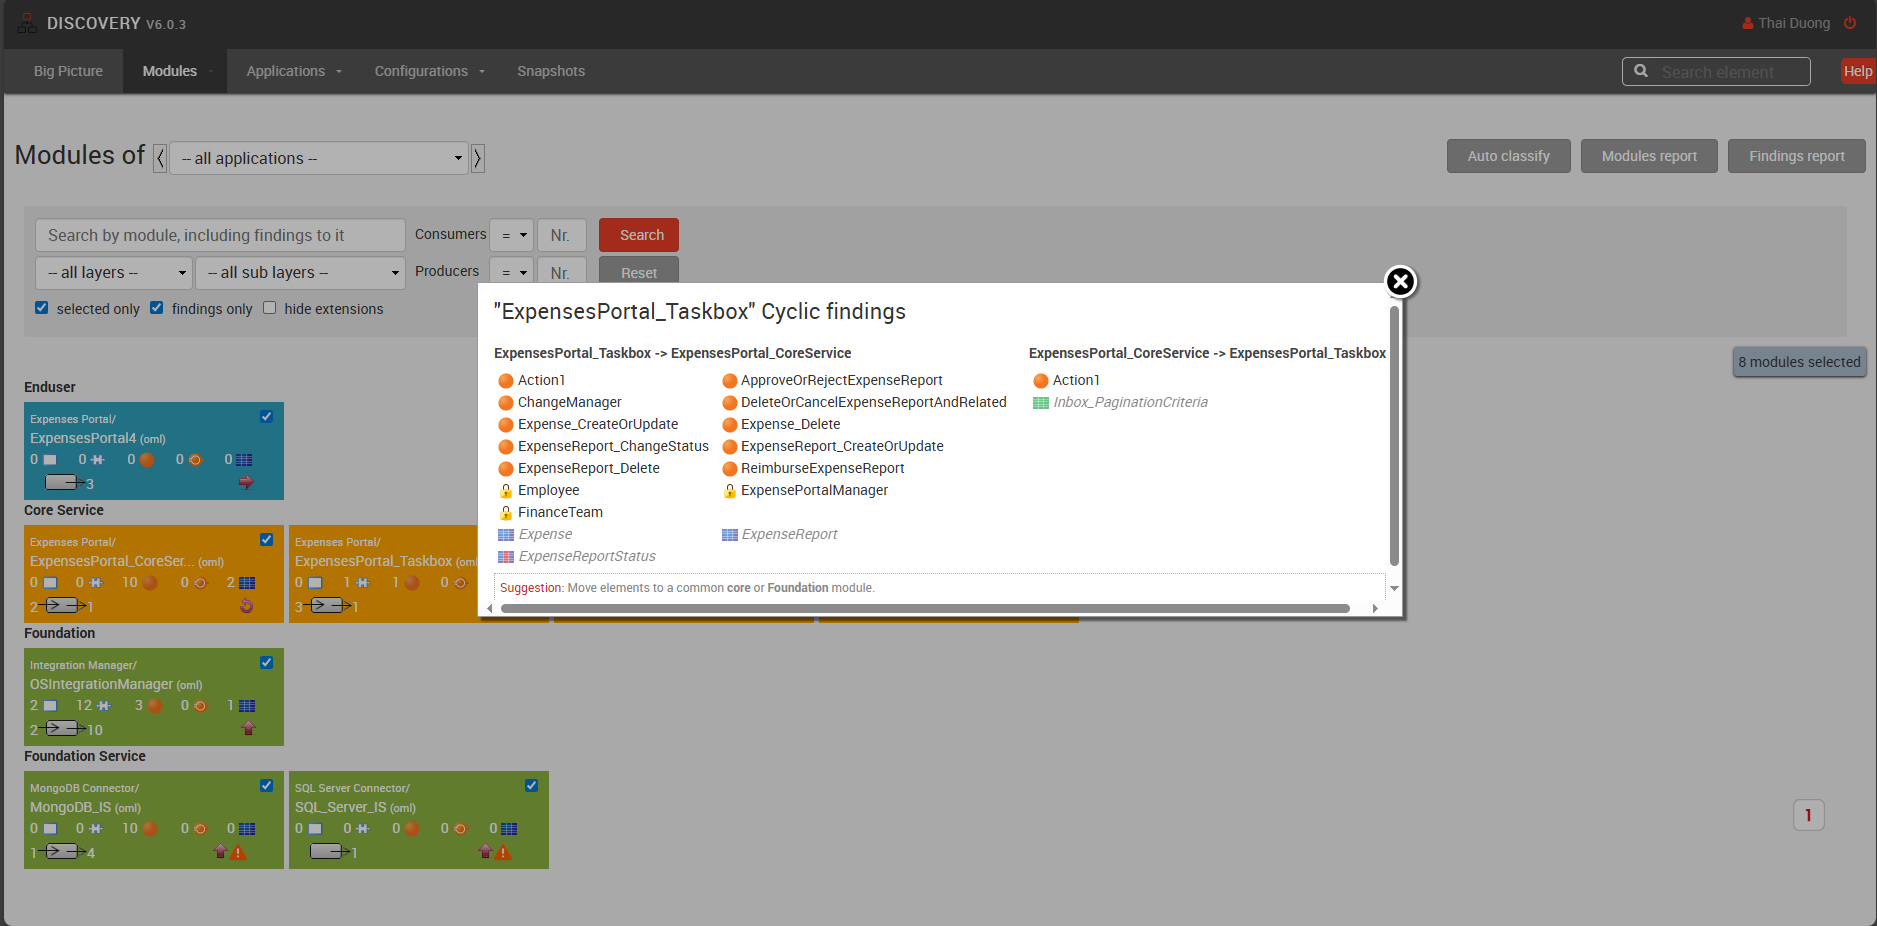 DISCOVERY V6.0.3
Thai Duong
Big Picture Modules Applications Configurations Snapshots
Search element
Help
Modules of -- all applications --
Auto classify Modules report Findings report
Search by module, including findings to it Consumers = Nr. Search
-- all layers -- -- all sub layers -- Producers = Nr. Reset
selected only findings only hide extensions
8 modules selected
"ExpensesPortal_Taskbox" Cyclic findings
ExpensesPortal_Taskbox -> ExpensesPortal_CoreService ExpensesPortal_CoreService -> ExpensesPortal_Taskbox
Action1 ApproveOrRejectExpenseReport Action1
ChangeManager DeleteOrCancelExpenseReportAndRelated Inbox_PaginationCriteria
Expense_CreateOrUpdate Expense_Delete
ExpenseReport_ChangeStatus ExpenseReport_CreateOrUpdate
ExpenseReport_Delete ReimburseExpenseReport
Employee ExpensePortalManager
FinanceTeam
Expense ExpenseReport
ExpenseReportStatus
Suggestion: Move elements to a common core or Foundation module.
Enduser
Expenses Portal/
ExpensesPortal4 (oml)
0 0 0 0 0
3
Core Service
Expenses Portal/ Expenses Portal/
ExpensesPortal_CoreSer... (oml) ExpensesPortal_Taskbox (oml
0 0 10 0 2 0 1 1 0
2 1 3 1
Foundation
Integration Manager/
OSIntegrationManager (oml)
2 12 3 0 1
2 10
Foundation Service
MongoDB Connector/ SQL Server Connector/
MongoDB_IS (oml) SQL_Server_IS (oml)
0 0 10 0 0 0 0 0 0 0
1 4 1
1